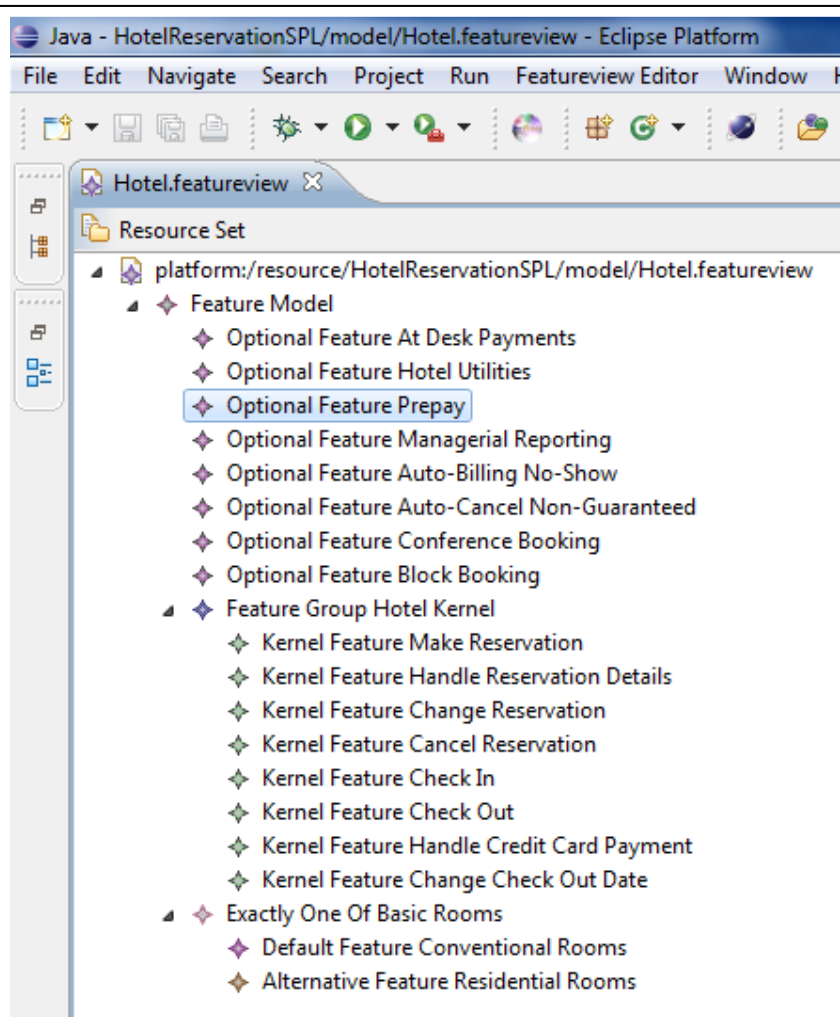 Java - HotelReservationSPL/model/Hotel.featureview - Eclipse Platform
File Edit Navigate Search Project Run Featureview Editor Window
Hotel.featureview
Resource Set
platform:/resource/HotelReservationSPL/model/Hotel.featureview
Feature Model
Optional Feature At Desk Payments
Optional Feature Hotel Utilities
Optional Feature Prepay
Optional Feature Managerial Reporting
Optional Feature Auto-Billing No-Show
Optional Feature Auto-Cancel Non-Guaranteed
Optional Feature Conference Booking
Optional Feature Block Booking
Feature Group Hotel Kernel
Kernel Feature Make Reservation
Kernel Feature Handle Reservation Details
Kernel Feature Change Reservation
Kernel Feature Cancel Reservation
Kernel Feature Check In
Kernel Feature Check Out
Kernel Feature Handle Credit Card Payment
Kernel Feature Change Check Out Date
Exactly One Of Basic Rooms
Default Feature Conventional Rooms
Alternative Feature Residential Rooms